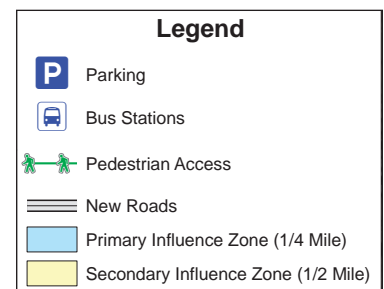 Legend
P Parking
Bus Stations
Pedestrian Access
New Roads
Primary Influence Zone (1/4 Mile)
Secondary Influence Zone (1/2 Mile)